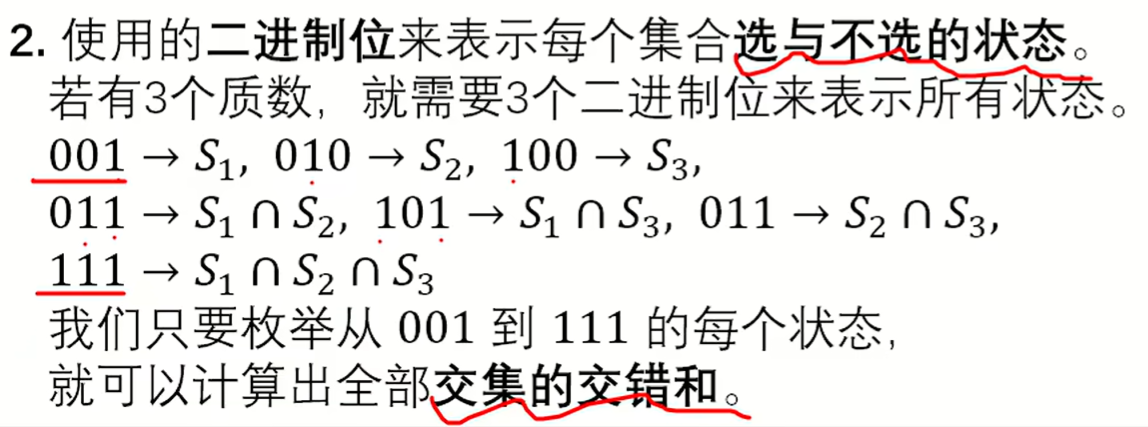 2. 使用的二进制位来表示每个集合选与不选的状态。
若有3个质数，就需要3个二进制位来表示所有状态。
001 → S₁, 010 → S₂, 100 → S₃,
011 → S₁ ∩ S₂, 101 → S₁ ∩ S₃, 011 → S₂ ∩ S₃,
111 → S₁ ∩ S₂ ∩ S₃
我们只要枚举从 001 到 111 的每个状态,
就可以计算出全部交集的交错和。